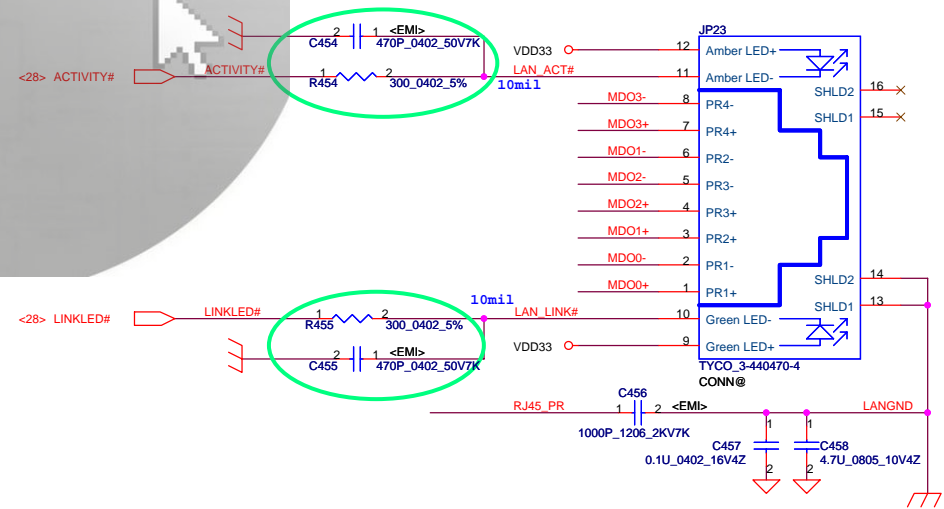 JP23
2 1 <EMI>
C454 470P_0402_50V7K
VDD33 12 Amber LED+
<28> ACTIVITY# ACTIVITY# 1 2 LAN_ACT# 11 Amber LED-
R454 300_0402_5% 10mil
SHLD2 16
MDO3- 8 PR4-
SHLD1 15
MDO3+ 7 PR4+
MDO1- 6 PR2-
MDO2- 5 PR3-
MDO2+ 4 PR3+
MDO1+ 3 PR2+
MDO0- 2 PR1-
SHLD2 14
MDO0+ 1 PR1+
10mil
SHLD1 13
<28> LINKLED# LINKLED# 1 2 LAN_LINK# 10 Green LED-
R455 300_0402_5%
VDD33 9 Green LED+
2 1 <EMI>
C455 470P_0402_50V7K
TYCO_3-440470-4
CONN@
C456
RJ45_PR 1 2 <EMI> LANGND
1000P_1206_2KV7K
1 1
C457 C458
0.1U_0402_16V4Z 4.7U_0805_10V4Z
2 2